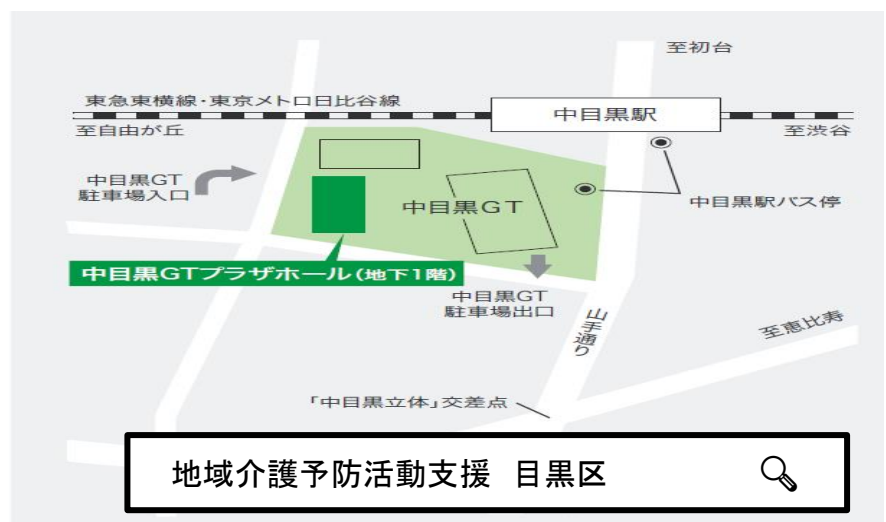 至初台
東急東横線・東京メトロ日比谷線
中目黒駅
至自由が丘
至渋谷
中目黒GT
駐車場入口
中目黒GT
中目黒駅バス停
中目黒GTプラザホール(地下1階)
中目黒GT
駐車場出口
山手通り
至恵比寿
「中目黒立体」交差点
地域介護予防活動支援　目黒区